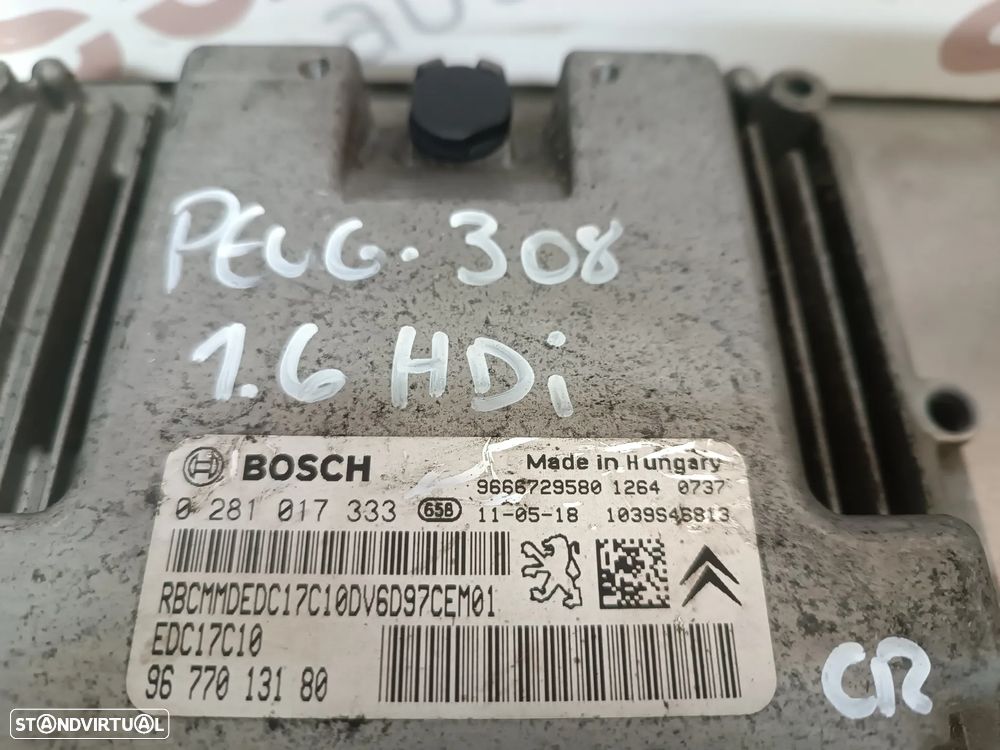 PEUG. 308
1.6 HDi
BOSCH
Made in Hungary
9666729580 1264 0737
0 281 017 333 658 11-05-18 1039S46813
RBCMMDEDC17C10DV6D97CEM01
EDC17C10
96 770 131 80
CR
STANDVIRTUAL